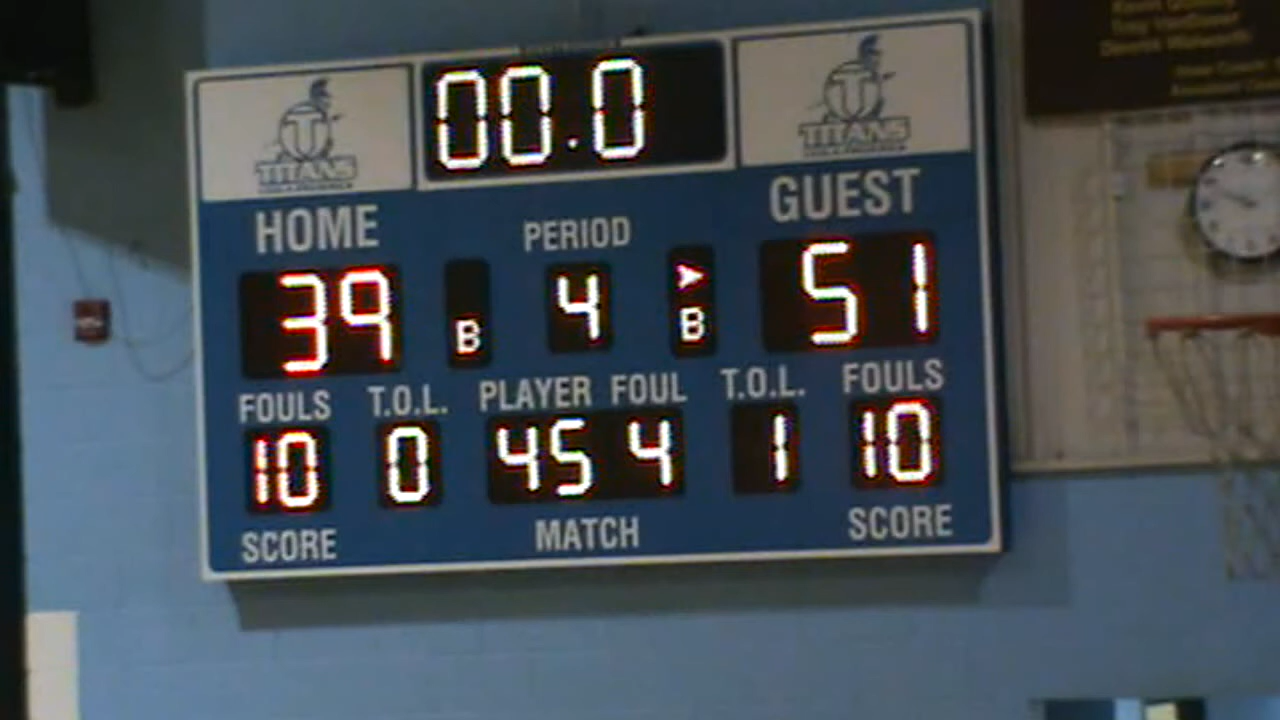 00.0
TITANS
TITANS
HOME
PERIOD
GUEST
39 B 4 B 51
FOULS T.O.L. PLAYER FOUL T.O.L. FOULS
10 0 45 4 1 10
SCORE MATCH SCORE